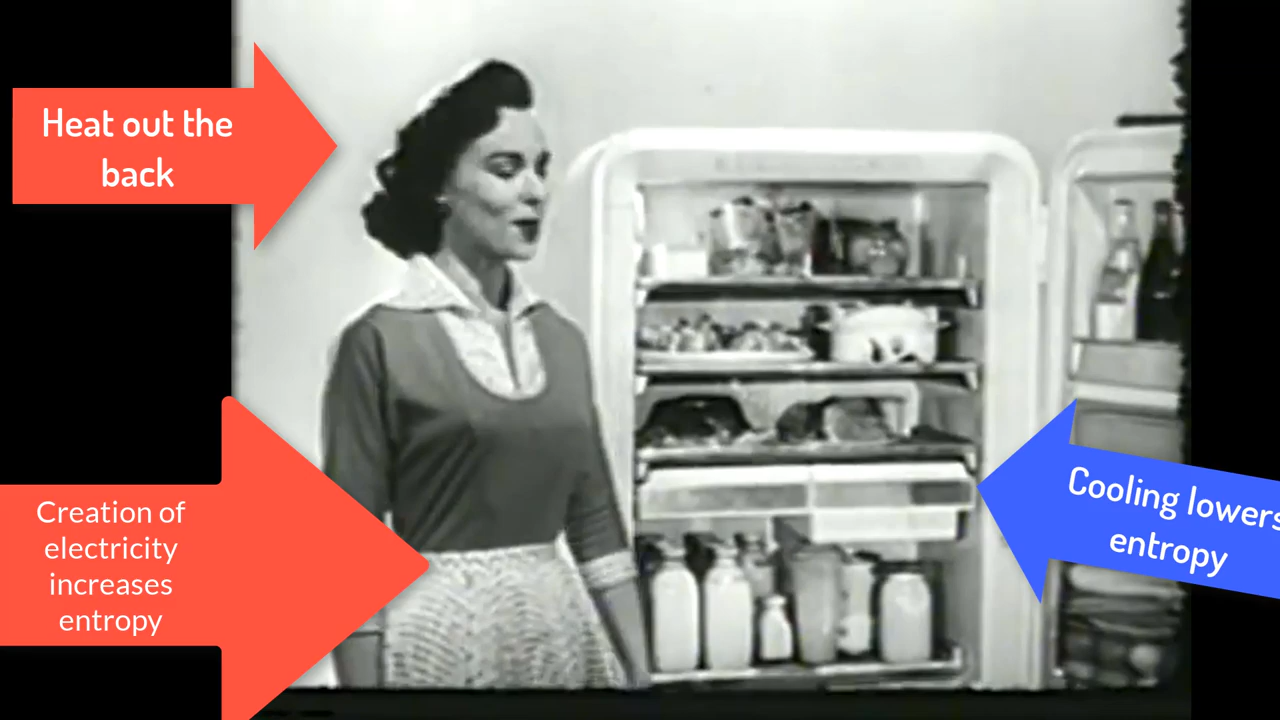 Heat out the
back
Creation of
electricity
increases
entropy
Cooling lowers
entropy